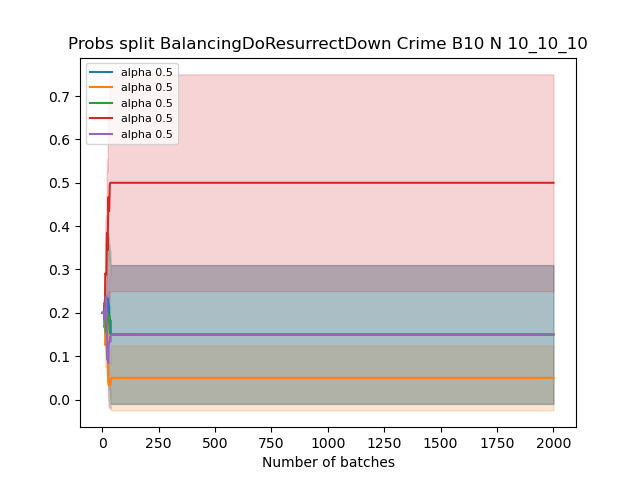 Probs split BalancingDoResurrectDown Crime B10 N 10_10_10
alpha 0.5
alpha 0.5
alpha 0.5
alpha 0.5
alpha 0.5
0.7
0.6
0.5
0.4
0.3
0.2
0.1
0.0
0 250 500 750 1000 1250 1500 1750 2000
Number of batches